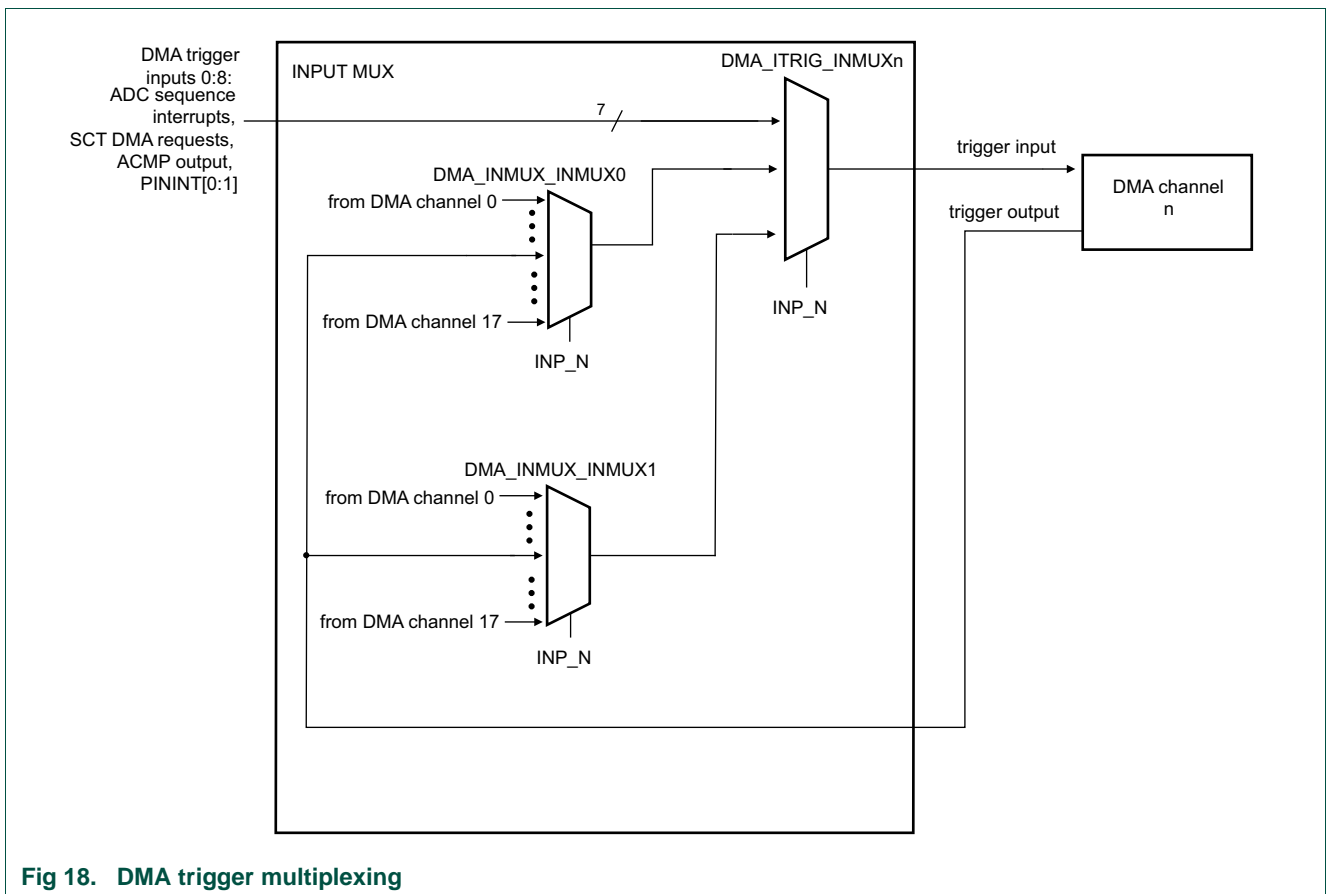 DMA trigger
inputs 0:8:
ADC sequence
interrupts,
SCT DMA requests,
ACMP output,
PININT[0:1]
INPUT MUX
7
DMA_ITRIG_INMUXn
INP_N
DMA_INMUX_INMUX0
from DMA channel 0
from DMA channel 17
INP_N
DMA_INMUX_INMUX1
from DMA channel 0
from DMA channel 17
INP_N
trigger input
trigger output
DMA channel
n
Fig 18. DMA trigger multiplexing